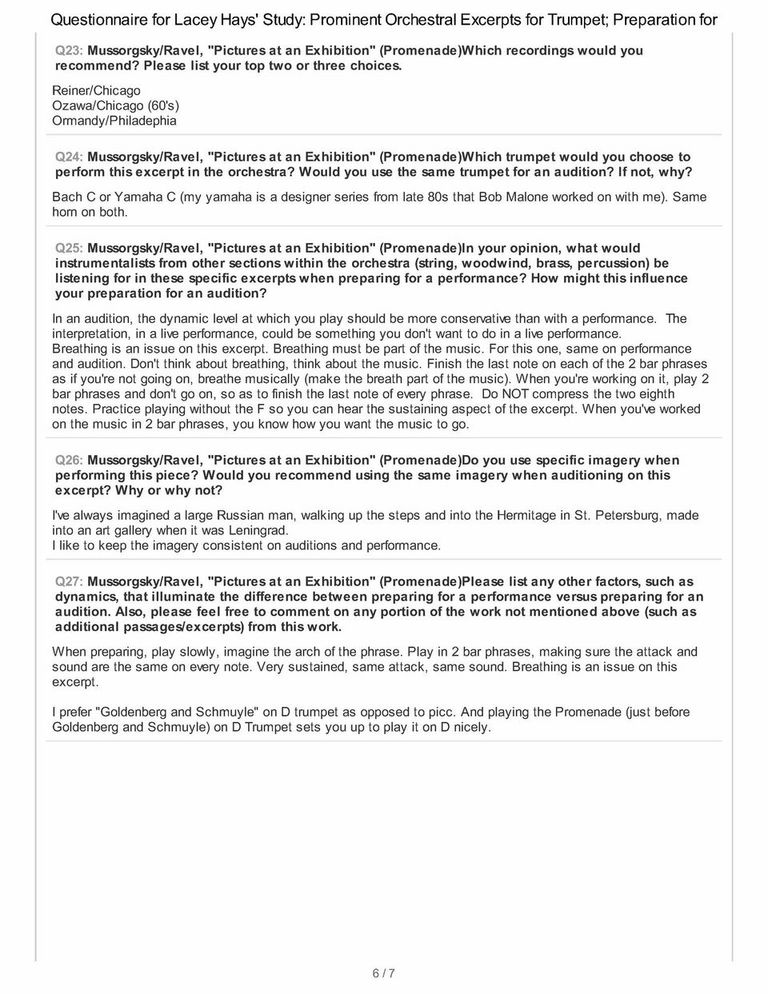 Questionnaire for Lacey Hays' Study: Prominent Orchestral Excerpts for Trumpet; Preparation for
Q23: Mussorgsky/Ravel, "Pictures at an Exhibition" (Promenade)Which recordings would you
recommend? Please list your top two or three choices.
Reiner/Chicago
Ozawa/Chicago (60's)
Ormandy/Philadephia
Q24: Mussorgsky/Ravel, "Pictures at an Exhibition" (Promenade)Which trumpet would you choose to
perform this excerpt in the orchestra? Would you use the same trumpet for an audition? If not, why?
Bach C or Yamaha C (my yamaha is a designer series from late 80s that Bob Malone worked on with me). Same
horn on both.
Q25: Mussorgsky/Ravel, "Pictures at an Exhibition" (Promenade)In your opinion, what would
instrumentalists from other sections within the orchestra (string, woodwind, brass, percussion) be
listening for in these specific excerpts when preparing for a performance? How might this influence
your preparation for an audition?
In an audition, the dynamic level at which you play should be more conservative than with a performance. The
interpretation, in a live performance, could be something you don't want to do in a live performance.
Breathing is an issue on this excerpt. Breathing must be part of the music. For this one, same on performance
and audition. Don't think about breathing, think about the music. Finish the last note on each of the 2 bar phrases
as if you're not going on, breathe musically (make the breath part of the music). When you're working on it, play 2
bar phrases and don't go on, so as to finish the last note of every phrase. Do NOT compress the two eighth
notes. Practice playing without the F so you can hear the sustaining aspect of the excerpt. When you've worked
on the music in 2 bar phrases, you know how you want the music to go.
Q26: Mussorgsky/Ravel, "Pictures at an Exhibition" (Promenade)Do you use specific imagery when
performing this piece? Would you recommend using the same imagery when auditioning on this
excerpt? Why or why not?
I've always imagined a large Russian man, walking up the steps and into the Hermitage in St. Petersburg, made
into an art gallery when it was Leningrad.
I like to keep the imagery consistent on auditions and performance.
Q27: Mussorgsky/Ravel, "Pictures at an Exhibition" (Promenade)Please list any other factors, such as
dynamics, that illuminate the difference between preparing for a performance versus preparing for an
audition. Also, please feel free to comment on any portion of the work not mentioned above (such as
additional passages/excerpts) from this work.
When preparing, play slowly, imagine the arch of the phrase. Play in 2 bar phrases, making sure the attack and
sound are the same on every note. Very sustained, same attack, same sound. Breathing is an issue on this
excerpt.
I prefer "Goldenberg and Schmuyle" on D trumpet as opposed to picc. And playing the Promenade (just before
Goldenberg and Schmuyle) on D Trumpet sets you up to play it on D nicely.
6 / 7